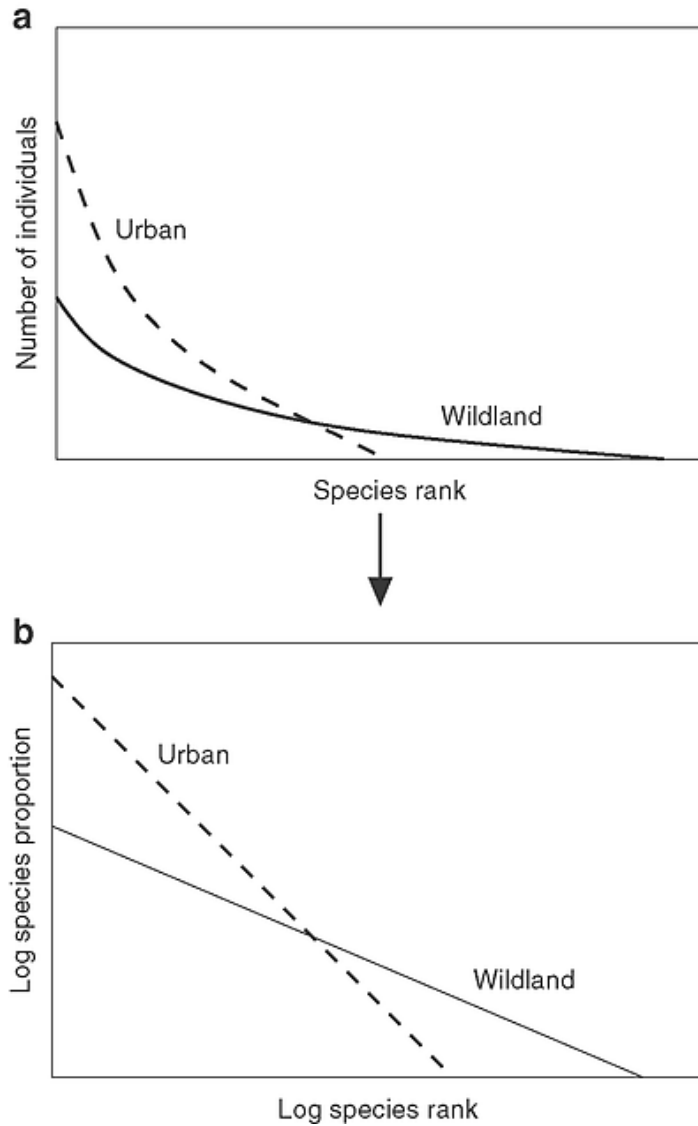 a
Number of individuals
Urban
Wildland
Species rank
b
Log species proportion
Urban
Wildland
Log species rank